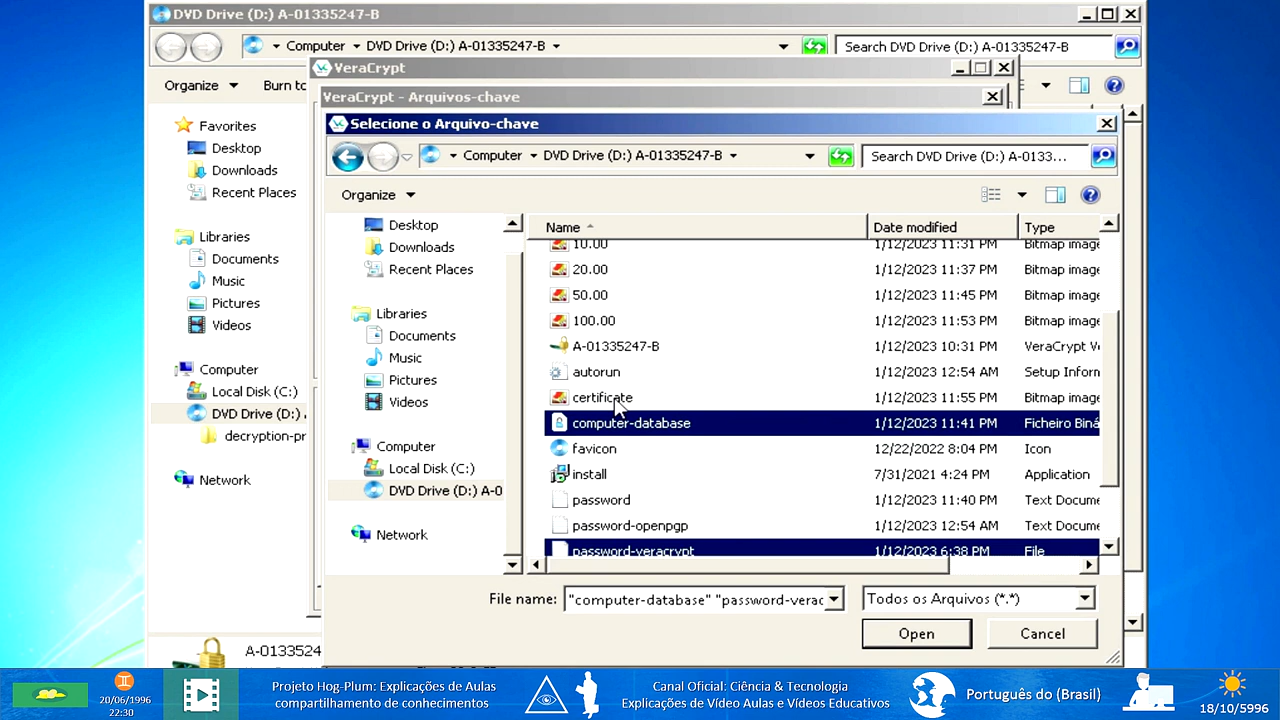 DVD Drive (D:) A-01335247-B
Computer DVD Drive (D:) A-01335247-B
Search DVD Drive (D:) A-01335247-B
VeraCrypt
Organize
Burn to
VeraCrypt - Arquivos-chave
Selecione o Arquivo-chave
Computer DVD Drive (D:) A-01335247-B
Search DVD Drive (D:) A-0133...
Organize
Favorites
Desktop
Downloads
Recent Places
Libraries
Documents
Music
Pictures
Videos
Computer
Local Disk (C:)
DVD Drive (D:)
decryption-pr
Network
Desktop
Downloads
Recent Places
Libraries
Documents
Music
Pictures
Videos
Computer
Local Disk (C:)
DVD Drive (D:) A-0
Network
Name Date modified Type
10.00 1/12/2023 11:31 PM Bitmap image
20.00 1/12/2023 11:37 PM Bitmap image
50.00 1/12/2023 11:45 PM Bitmap image
100.00 1/12/2023 11:53 PM Bitmap image
A-01335247-B 1/12/2023 10:31 PM VeraCrypt V
autorun 1/12/2023 12:54 AM Setup Inform
certificate 1/12/2023 11:55 PM Bitmap image
computer-database 1/12/2023 11:41 PM Ficheiro Biná
favicon 12/22/2022 8:04 PM Icon
install 7/31/2021 4:24 PM Application
password 1/12/2023 11:40 PM Text Docume
password-openpgp 1/12/2023 12:54 AM Text Docume
password-veracrypt 1/12/2023 6:38 PM File
File name: "computer-database" "password-verac
Todos os Arquivos (*.*)
Open Cancel
A-0133524
20/06/1996
22:30
Projeto Hog-Plum: Explicações de Aulas
compartilhamento de conhecimentos
Canal Oficial: Ciência & Tecnologia
Explicações de Vídeo Aulas e Vídeos Educativos
Português do (Brasil)
18/10/5996